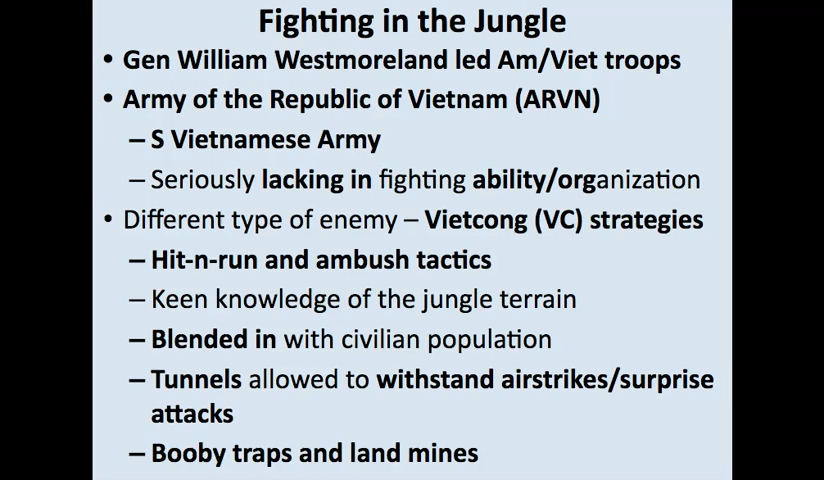 Fighting in the Jungle
• Gen William Westmoreland led Am/Viet troops
• Army of the Republic of Vietnam (ARVN)
– S Vietnamese Army
– Seriously lacking in fighting ability/organization
• Different type of enemy – Vietcong (VC) strategies
– Hit-n-run and ambush tactics
– Keen knowledge of the jungle terrain
– Blended in with civilian population
– Tunnels allowed to withstand airstrikes/surprise
attacks
– Booby traps and land mines